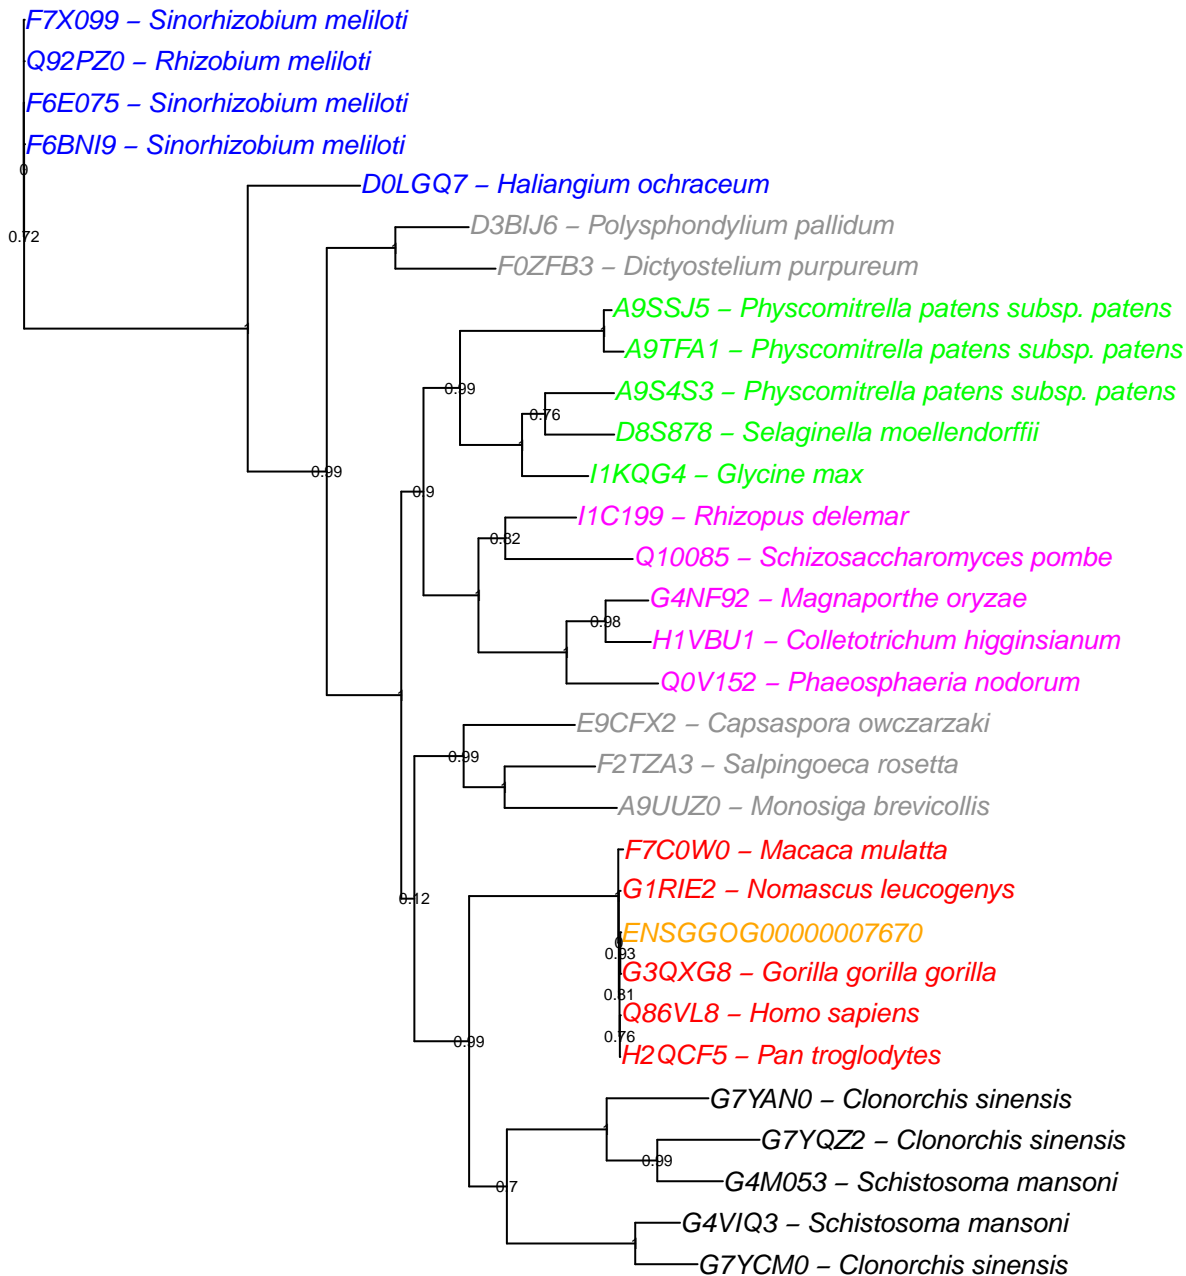 F7X099 – Sinorhizobium meliloti
Q92PZ0 – Rhizobium meliloti
F6E075 – Sinorhizobium meliloti
F6BNI9 – Sinorhizobium meliloti
0
D0LGQ7 – Haliangium ochraceum
D3BIJ6 – Polysphondylium pallidum
0.72
F0ZFB3 – Dictyostelium purpureum
A9SSJ5 – Physcomitrella patens subsp. patens
A9TFA1 – Physcomitrella patens subsp. patens
0.99
A9S4S3 – Physcomitrella patens subsp. patens
0.76
D8S878 – Selaginella moellendorffii
0.99
I1KQG4 – Glycine max
0.9
I1C199 – Rhizopus delemar
0.82
Q10085 – Schizosaccharomyces pombe
G4NF92 – Magnaporthe oryzae
0.98
H1VBU1 – Colletotrichum higginsianum
Q0V152 – Phaeosphaeria nodorum
E9CFX2 – Capsaspora owczarzaki
0.99
F2TZA3 – Salpingoeca rosetta
A9UUZ0 – Monosiga brevicollis
F7C0W0 – Macaca mulatta
G1RIE2 – Nomascus leucogenys
0.12
ENSGGOG00000007670
0
0.93
G3QXG8 – Gorilla gorilla gorilla
0.81
Q86VL8 – Homo sapiens
0.76
0.99
H2QCF5 – Pan troglodytes
G7YAN0 – Clonorchis sinensis
G7YQZ2 – Clonorchis sinensis
0.99
G4M053 – Schistosoma mansoni
0.7
G4VIQ3 – Schistosoma mansoni
G7YCM0 – Clonorchis sinensis